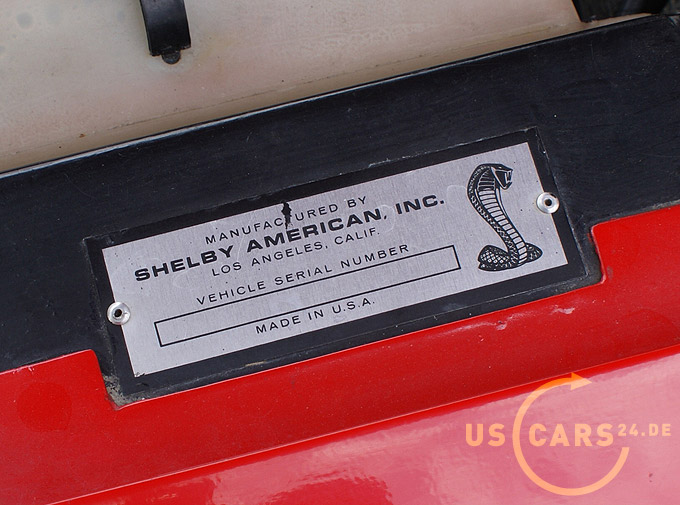 MANUFACTURED BY
SHELBY AMERICAN, INC.
LOS ANGELES, CALIF.
VEHICLE SERIAL NUMBER
MADE IN U.S.A.
US CARS24.DE